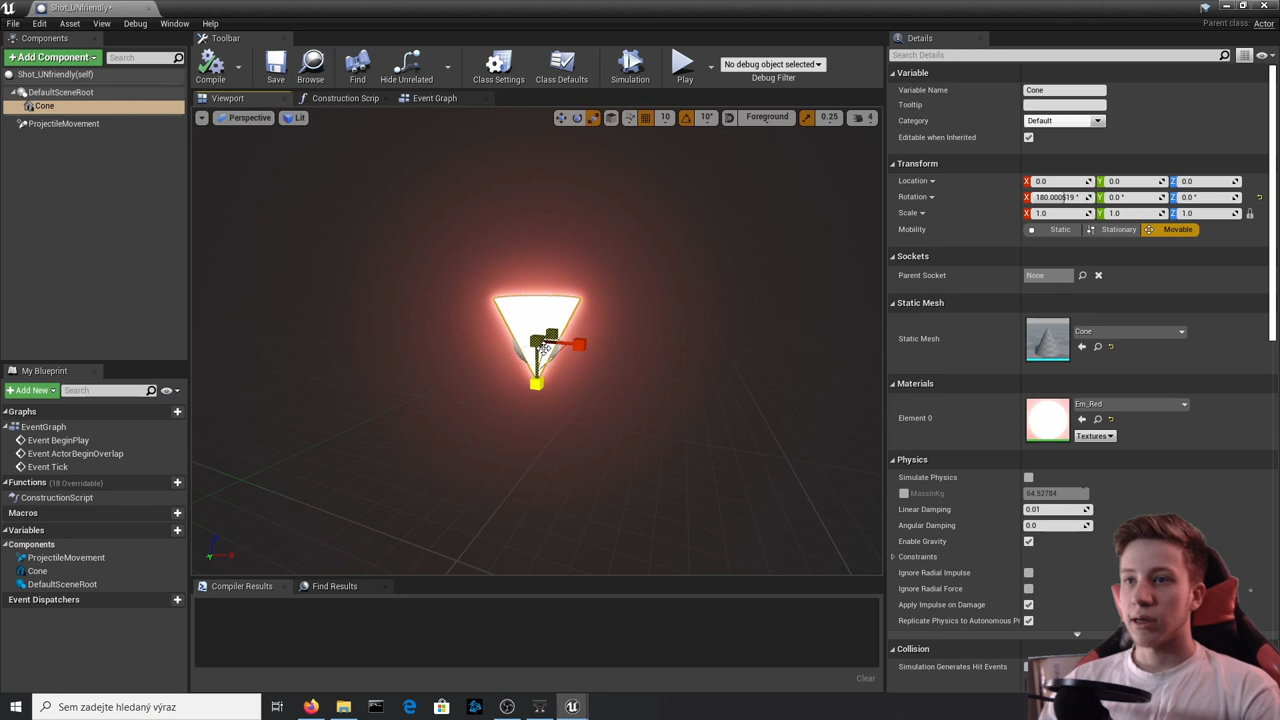 Shot_UNfriendly*
File Edit Asset View Debug Window Help
Parent class: Actor
Components
Toolbar
Details
+Add Component
Search
Compile
Save
Browse
Find
Hide Unrelated
Class Settings
Class Defaults
Simulation
Play
No debug object selected
Debug Filter
Search Details
Shot_UNfriendly(self)
DefaultSceneRoot
Cone
ProjectileMovement
Viewport
Construction Scrip
Event Graph
Perspective
Lit
10
10°
Foreground
0.25
4
Variable
Variable Name Cone
Tooltip
Category Default
Editable when Inherited
Transform
Location X 0.0 Y 0.0 Z 0.0
Rotation X 180.000519 ° Y 0.0 ° Z 0.0 °
Scale X 1.0 Y 1.0 Z 1.0
Mobility Static Stationary Movable
Sockets
Parent Socket None
Static Mesh
Static Mesh Cone
Materials
Element 0 Em_Red
Textures
Physics
Simulate Physics
MassInKg 64.52784
Linear Damping 0.01
Angular Damping 0.0
Enable Gravity
Constraints
Ignore Radial Impulse
Ignore Radial Force
Apply Impulse on Damage
Replicate Physics to Autonomous Pr
Collision
Simulation Generates Hit Events
My Blueprint
+Add New
Search
Graphs
EventGraph
Event BeginPlay
Event ActorBeginOverlap
Event Tick
Functions (18 Overridable)
ConstructionScript
Macros
Variables
Components
ProjectileMovement
Cone
DefaultSceneRoot
Event Dispatchers
Compiler Results
Find Results
Clear
Sem zadejte hledaný výraz